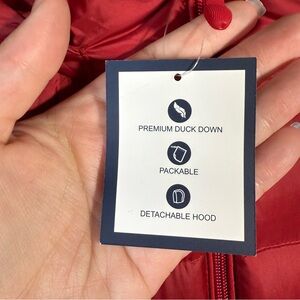 PREMIUM DUCK DOWN
PACKABLE
DETACHABLE HOOD